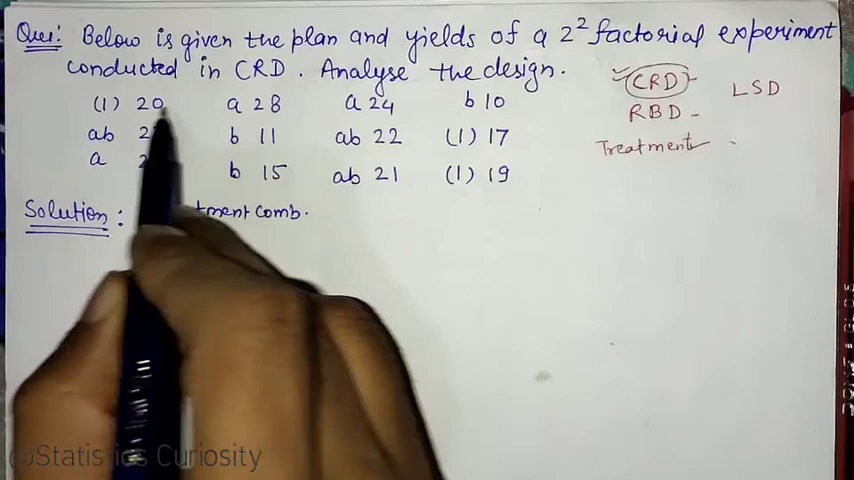 Ques: Below is given the plan and yields of a 2² factorial experiment
conducted in CRD. Analyse the design.
CRD
RBD -
LSD
Treatment
(1) 20 a 28 a 24 b 10
ab b 11 ab 22 (1) 17
a b 15 ab 21 (1) 19
Solution: comb.
@Statistics Curiosity